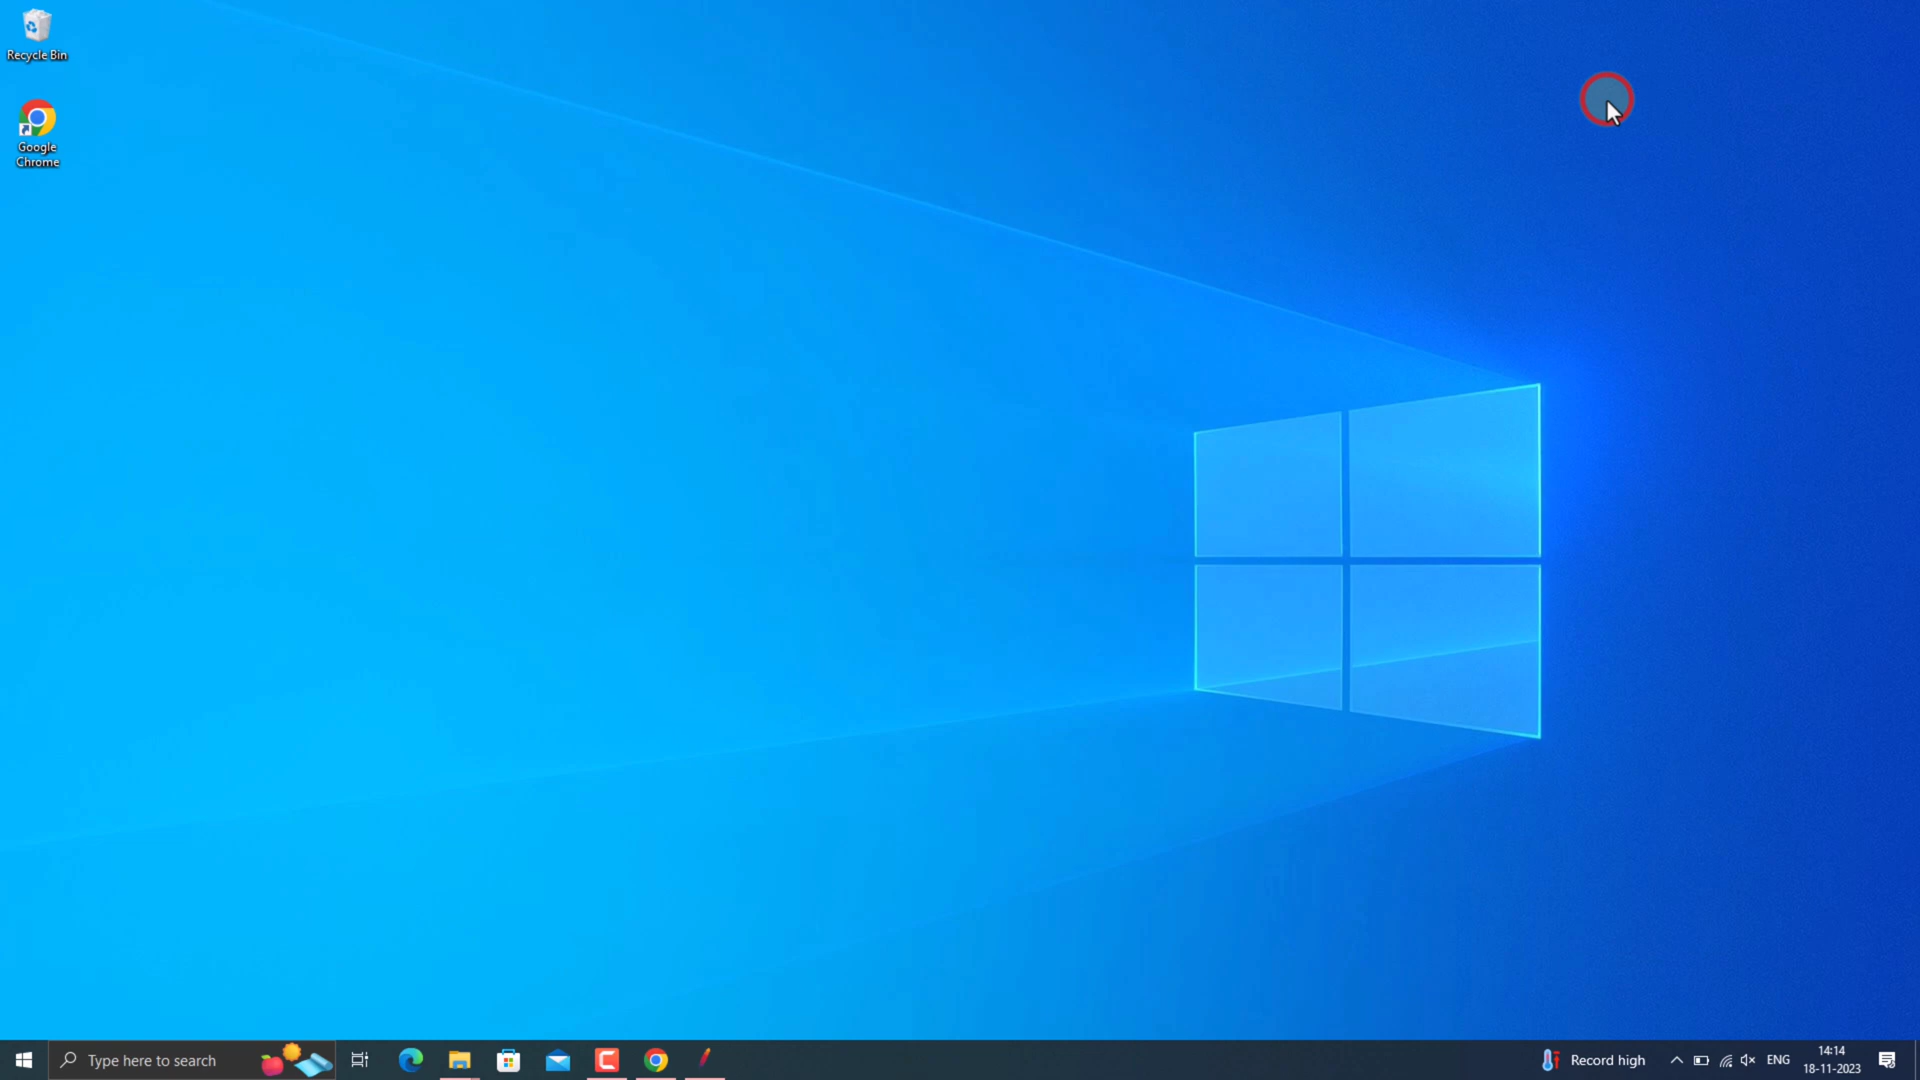 Recycle Bin
Google
Chrome
Type here to search
Record high
ENG
14:14
18-11-2023